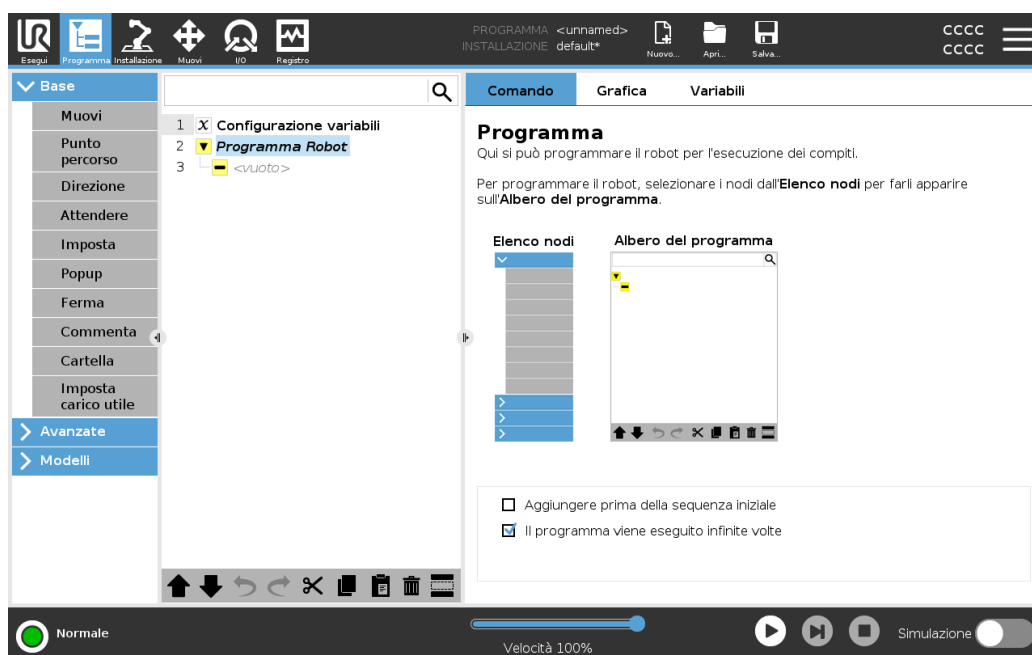 UR
PROGRAMMA <unnamed>
INSTALLAZIONE default*
cccc
cccc
Esegui Programma Installazione Muovi I/O Registro Nuovo... Apri... Salva...
Base
Muovi
Punto
percorso
Direzione
Attendere
Imposta
Popup
Ferma
Commenta
Cartella
Imposta
carico utile
Avanzate
Modelli
1 X Configurazione variabili
2 Programma Robot
3 <vuoto>
Comando Grafica Variabili
Programma
Qui si può programmare il robot per l'esecuzione dei compiti.
Per programmare il robot, selezionare i nodi dall'Elenco nodi per farli apparire
sull'Albero del programma.
Elenco nodi Albero del programma
Aggiungere prima della sequenza iniziale
Il programma viene eseguito infinite volte
Normale
Velocità 100%
Simulazione